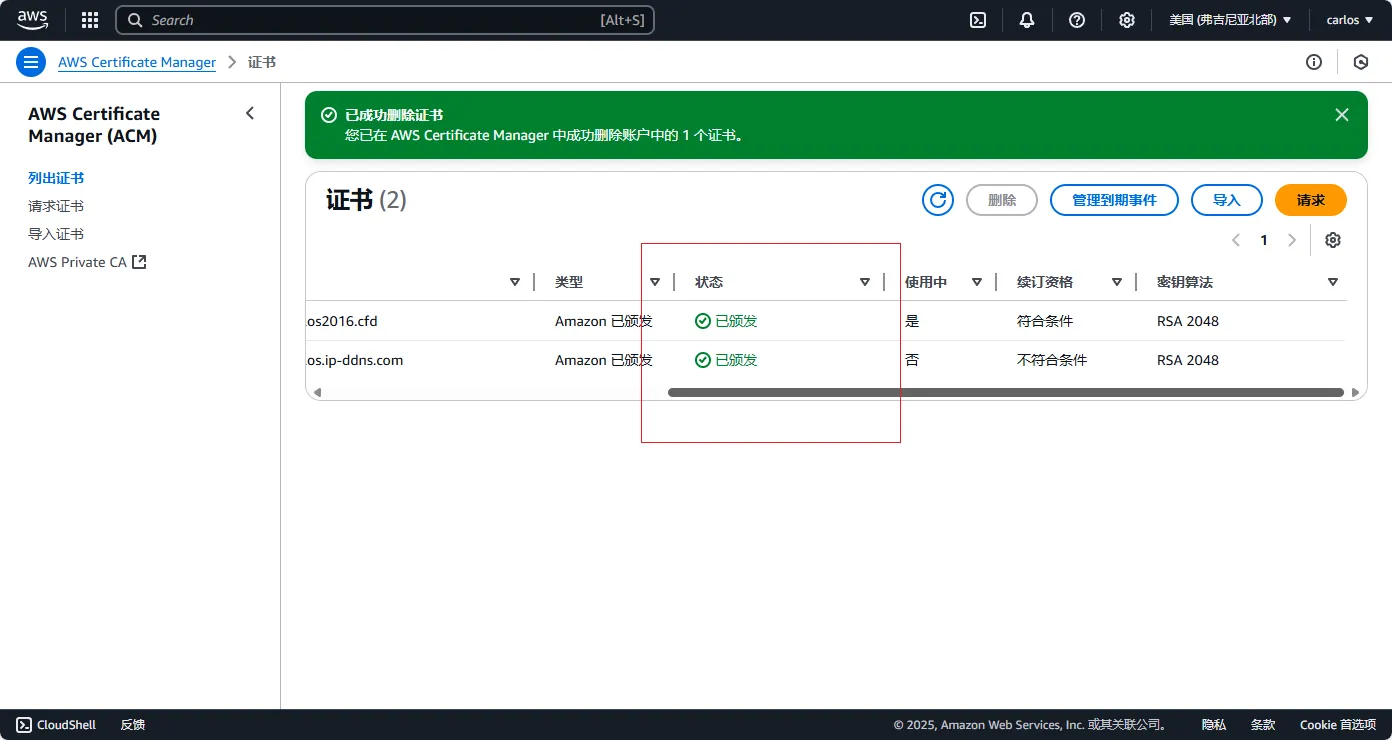 aws
Search [Alt+S] 美国 (弗吉尼亚北部) ▼ carlos ▼
AWS Certificate Manager > 证书
AWS Certificate
Manager (ACM)
列出证书
请求证书
导入证书
AWS Private CA
已成功删除证书
您已在 AWS Certificate Manager 中成功删除账户中的 1 个证书。
证书 (2)
删除 管理到期事件 导入 请求
1
类型 状态 使用中 续订资格 密钥算法
os2016.cfd Amazon 已颁发 已颁发 是 符合条件 RSA 2048
os.ip-ddns.com Amazon 已颁发 已颁发 否 不符合条件 RSA 2048
CloudShell 反馈 © 2025, Amazon Web Services, Inc. 或其关联公司。 隐私 条款 Cookie 首选项